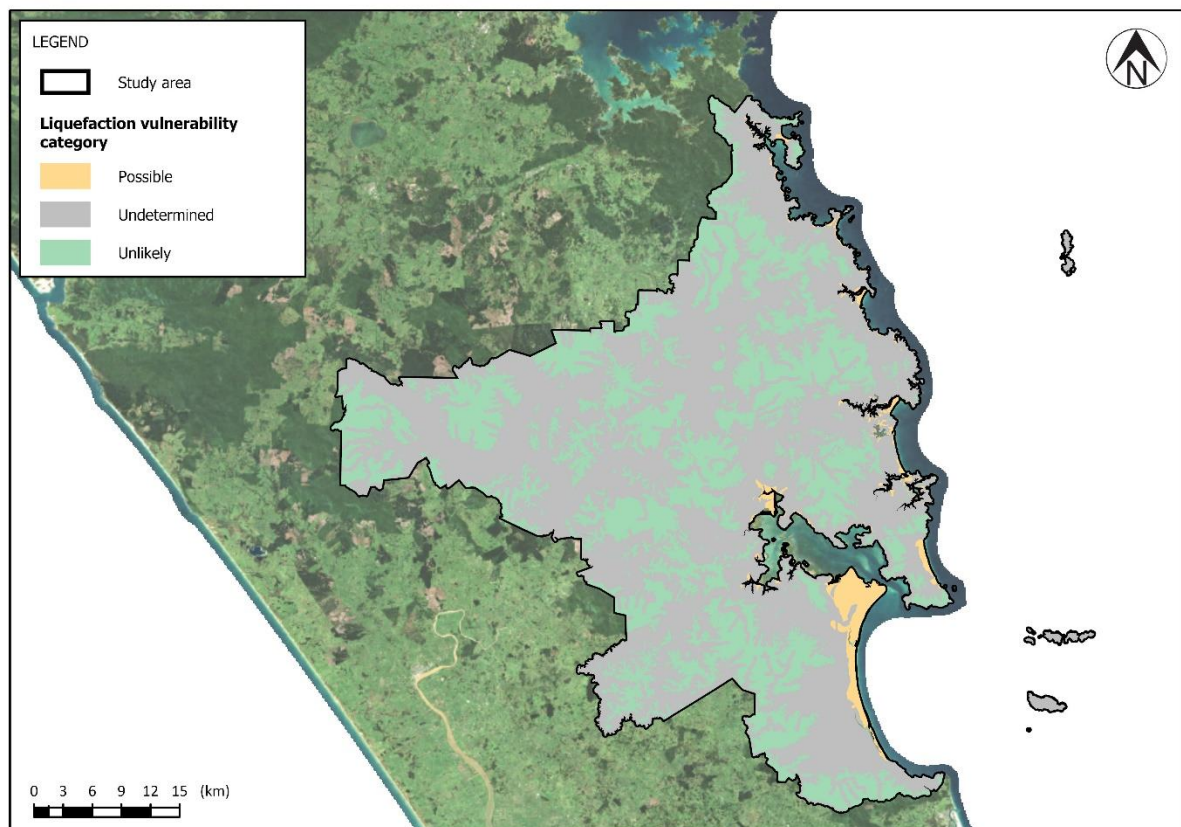 LEGEND
Study area
Liquefaction vulnerability
category
Possible
Undetermined
Unlikely
N
0 3 6 9 12 15 (km)